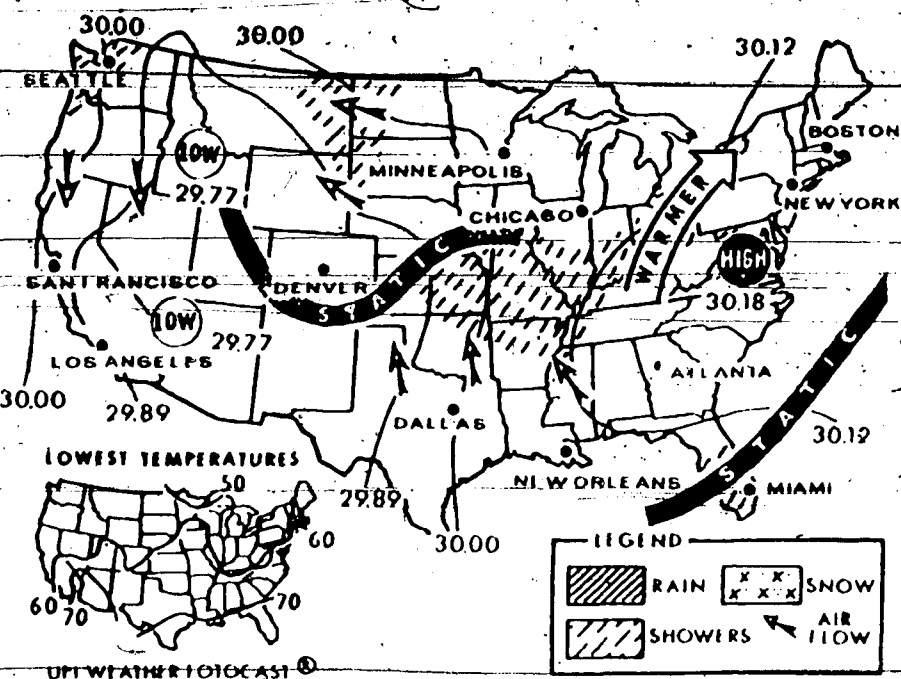 30.00
30.00
30.12
SEATTLE
BOSTON
10W
MINNEAPOLIS
29.77
NEW YORK
CHICAGO
WARMER
HIGH
SAN FRANCISCO
DENVER
STATIC
30.18
10W
29.77
LOS ANGELES
ATLANTA
30.00
29.89
DALLAS
STATIC
30.12
LOWEST TEMPERATURES
50
29.89
NEW ORLEANS
MIAMI
60
30.00
LEGEND
RAIN
SNOW
60 70
70
SHOWERS
AIR
FLOW
UPI WEATHER FOTOCAST ®